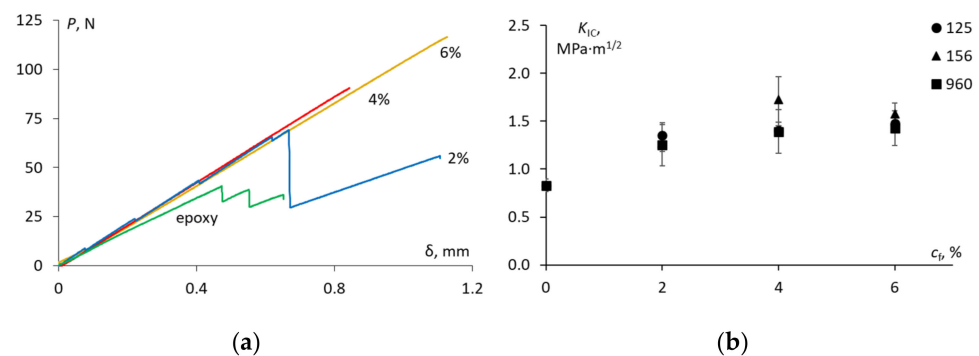 P, N
125
100
75
50
25
0
6%
4%
2%
epoxy
δ, mm
0 0.4 0.8 1.2
(a)
K_IC,
MPa·m^1/2
2.5
2.0
1.5
1.0
0.5
0.0
125
156
960
c_f, %
0 2 4 6
(b)